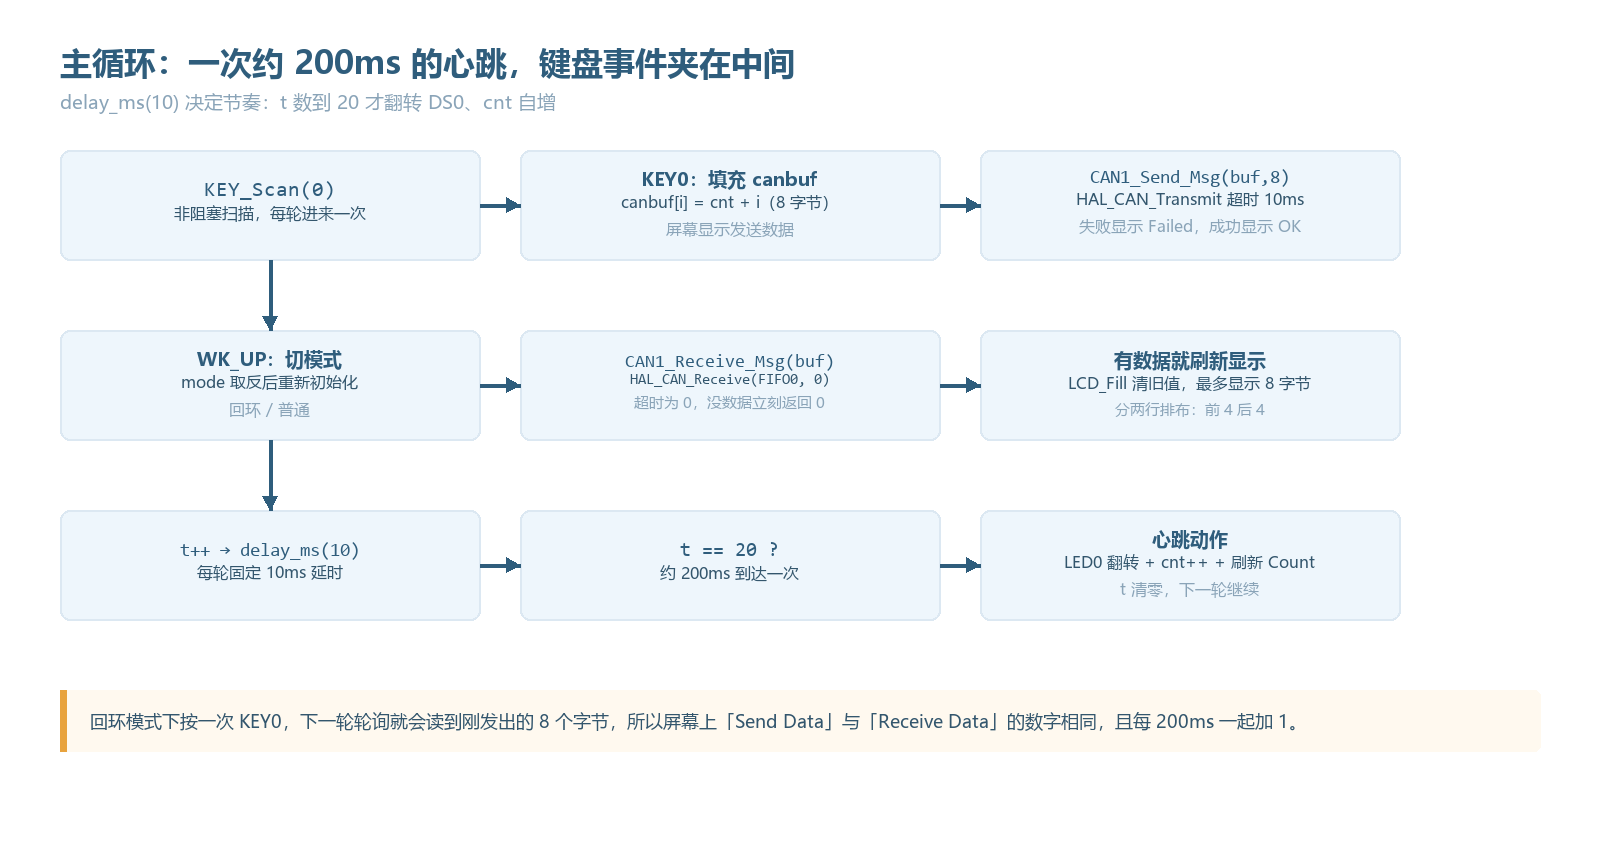 主循环：一次约 200ms 的心跳，键盘事件夹在中间
delay_ms(10) 决定节奏：t 数到 20 才翻转 DS0、cnt 自增
KEY_Scan(0)
非阻塞扫描，每轮进来一次
KEY0：填充 canbuf
canbuf[i] = cnt + i（8 字节）
屏幕显示发送数据
CAN1_Send_Msg(buf,8)
HAL_CAN_Transmit 超时 10ms
失败显示 Failed，成功显示 OK
WK_UP：切模式
mode 取反后重新初始化
回环 / 普通
CAN1_Receive_Msg(buf)
HAL_CAN_Receive(FIFO0, 0)
超时为 0，没数据立刻返回 0
有数据就刷新显示
LCD_Fill 清旧值，最多显示 8 字节
分两行排布：前 4 后 4
t++ → delay_ms(10)
每轮固定 10ms 延时
t == 20 ?
约 200ms 到达一次
心跳动作
LED0 翻转 + cnt++ + 刷新 Count
t 清零，下一轮继续
回环模式下按一次 KEY0，下一轮轮询就会读到刚发出的 8 个字节，所以屏幕上「Send Data」与「Receive Data」的数字相同，且每 200ms 一起加 1。